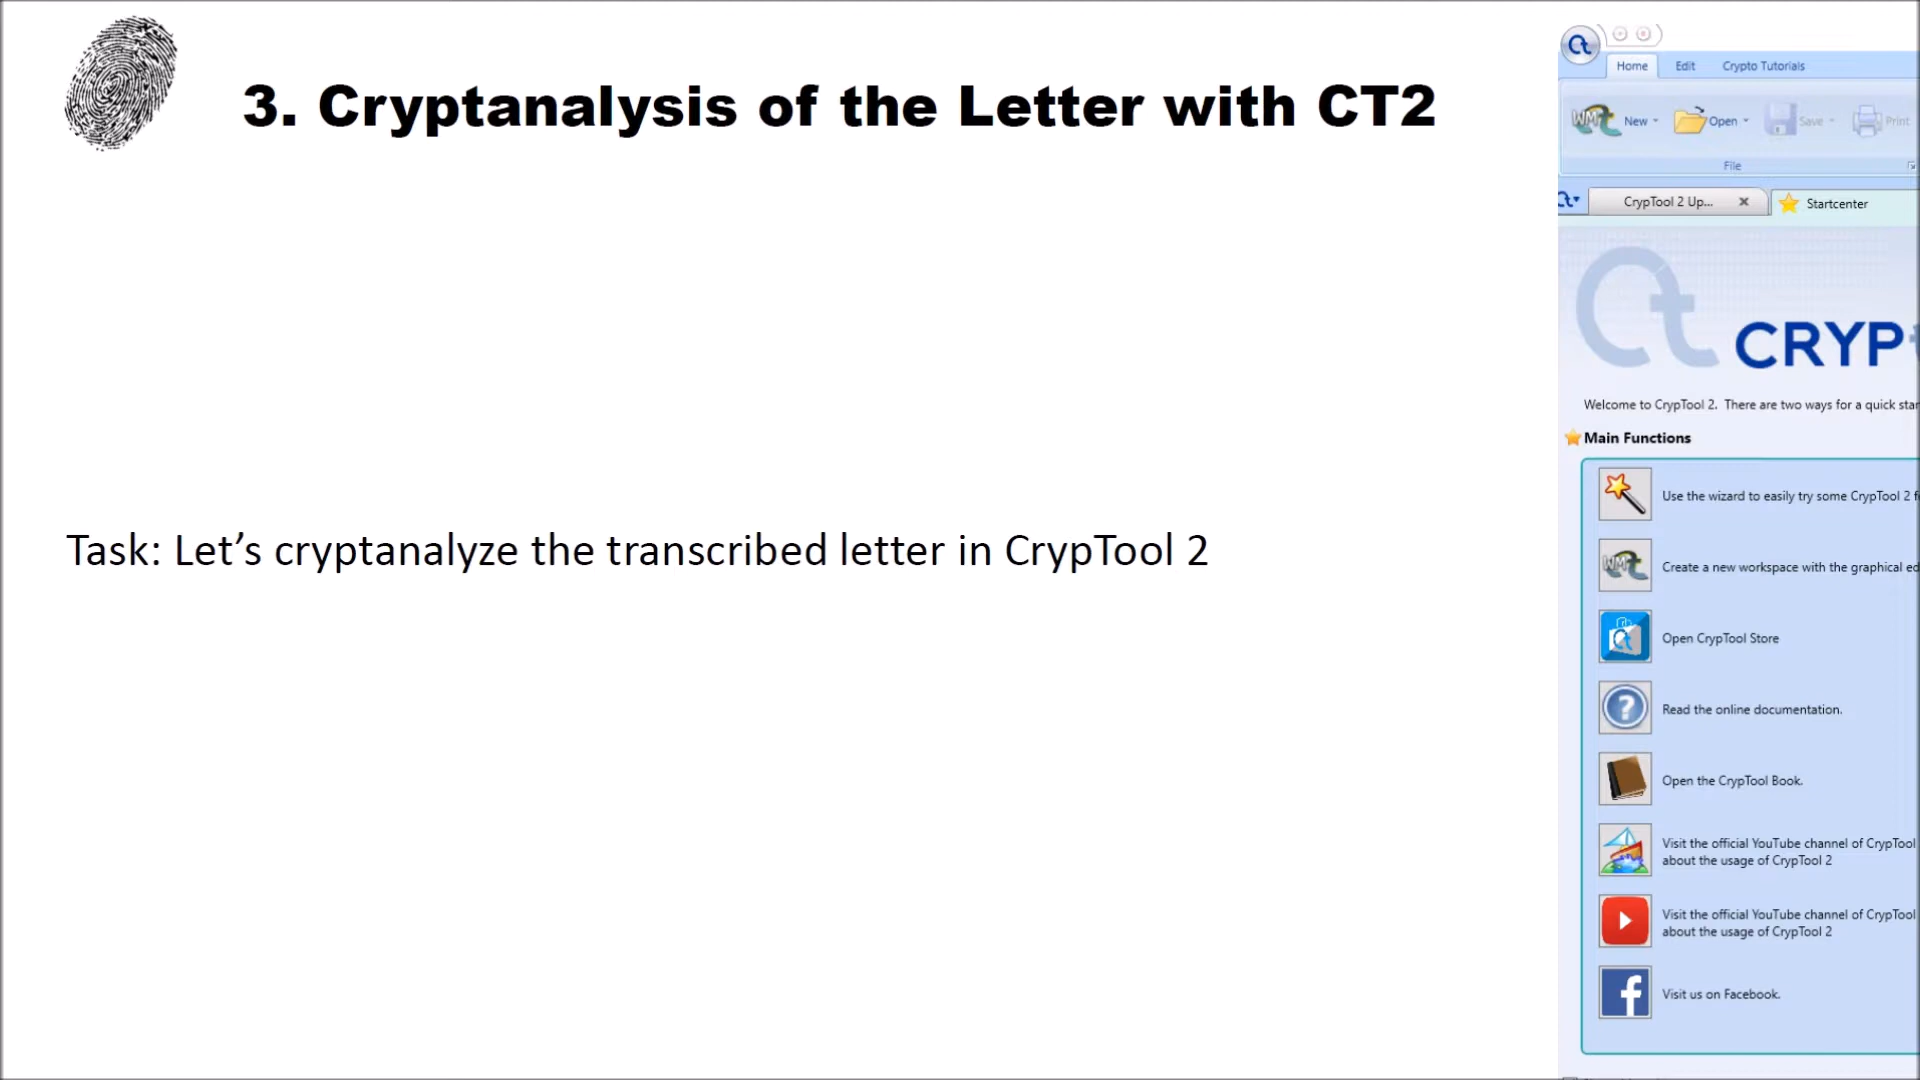 3. Cryptanalysis of the Letter with CT2
Task: Let’s cryptanalyze the transcribed letter in CrypTool 2
Home Edit Crypto Tutorials
New Open Save Print
File
CrypTool 2 Up... Startcenter
CRYP
Welcome to CrypTool 2. There are two ways for a quick star
Main Functions
Use the wizard to easily try some CrypTool 2 f
Create a new workspace with the graphical ed
Open CrypTool Store
Read the online documentation.
Open the CrypTool Book.
Visit the official YouTube channel of CrypTool
about the usage of CrypTool 2
Visit the official YouTube channel of CrypTool
about the usage of CrypTool 2
Visit us on Facebook.